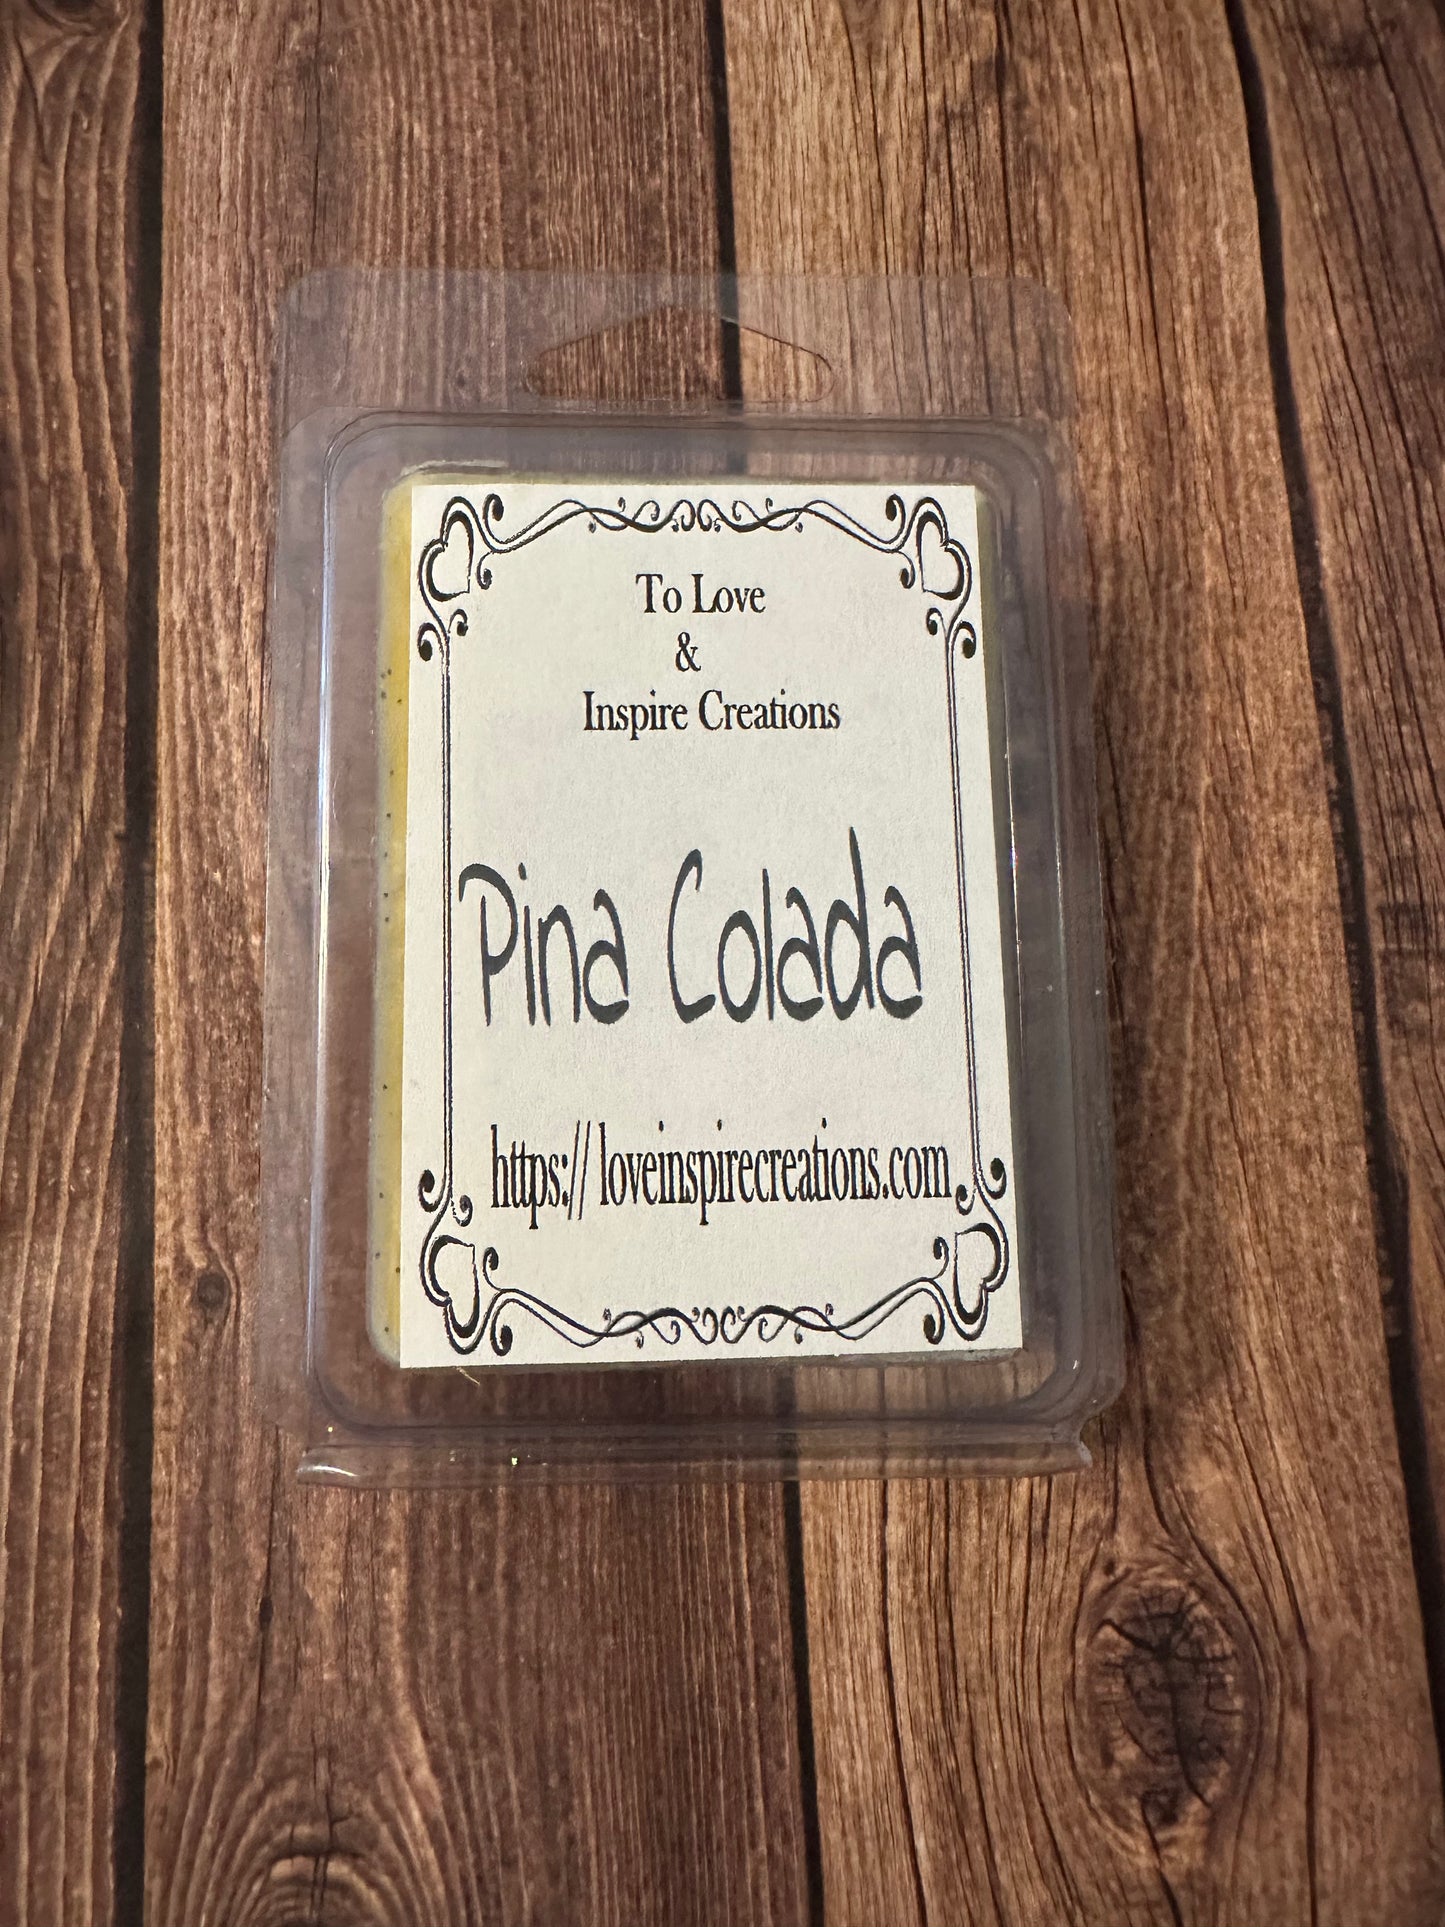 To Love
&
Inspire Creations
Pina Colada
https:// loveinspirecreations.com